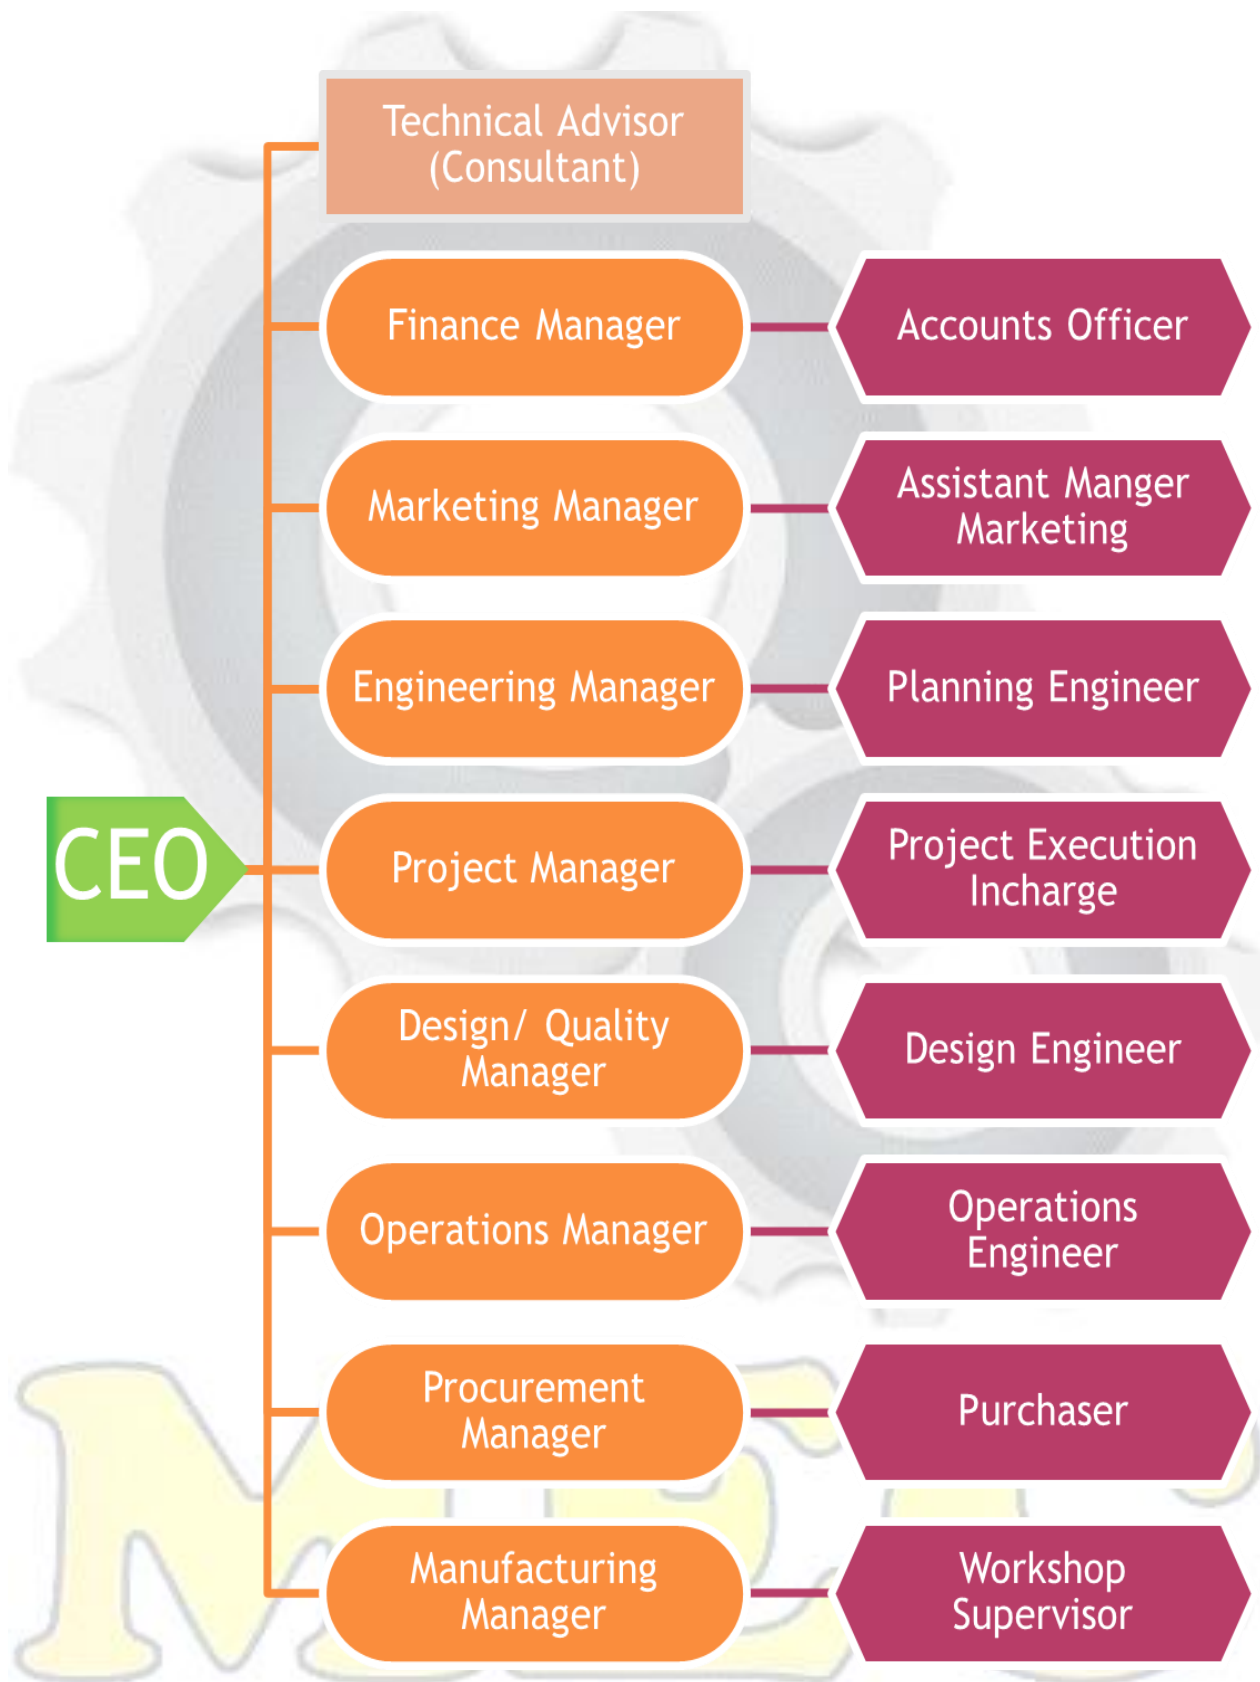 Technical Advisor
(Consultant)
Finance Manager
Accounts Officer
Marketing Manager
Assistant Manger
Marketing
Engineering Manager
Planning Engineer
CEO
Project Manager
Project Execution
Incharge
Design/ Quality
Manager
Design Engineer
Operations Manager
Operations
Engineer
Procurement
Manager
Purchaser
Manufacturing
Manager
Workshop
Supervisor
MEC